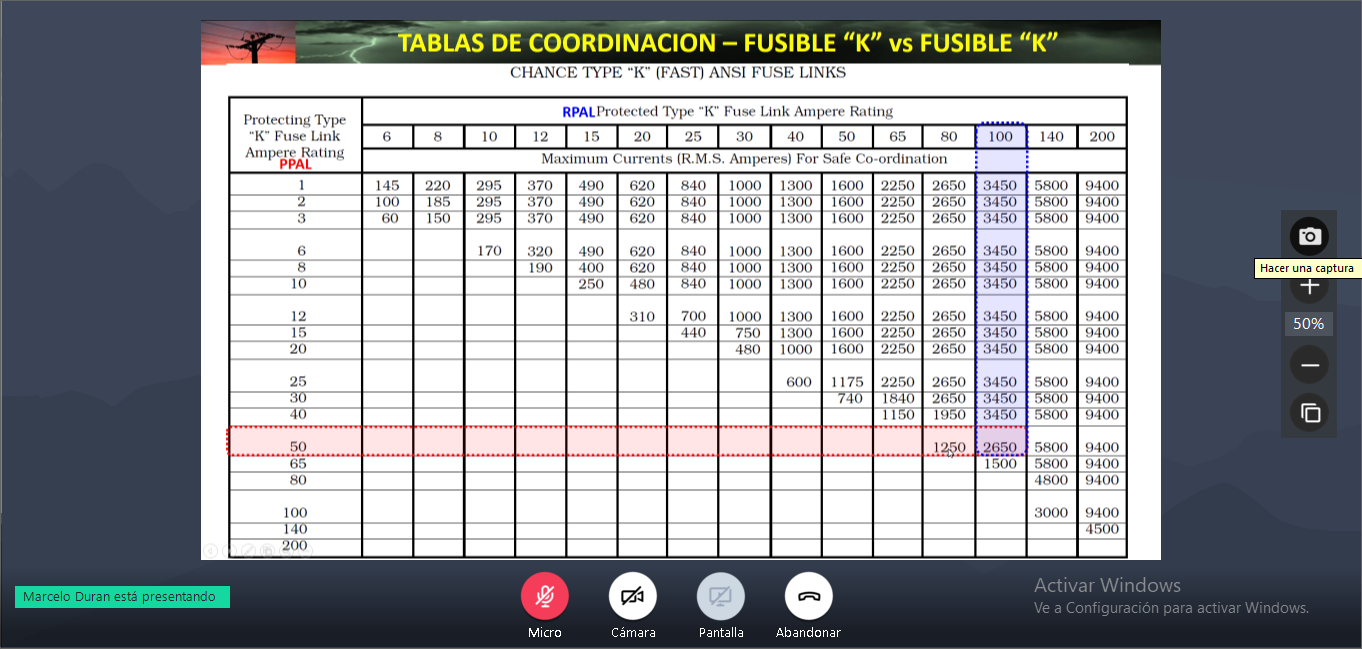 TABLAS DE COORDINACION – FUSIBLE “K” vs FUSIBLE “K”
CHANCE TYPE “K” (FAST) ANSI FUSE LINKS
Protecting Type
“K” Fuse Link
Ampere Rating
PPAL
RPAL Protected Type “K” Fuse Link Ampere Rating
6 8 10 12 15 20 25 30 40 50 65 80 100 140 200
Maximum Currents (R.M.S. Amperes) For Safe Co-ordination
1 145 220 295 370 490 620 840 1000 1300 1600 2250 2650 3450 5800 9400
2 100 185 295 370 490 620 840 1000 1300 1600 2250 2650 3450 5800 9400
3 60 150 295 370 490 620 840 1000 1300 1600 2250 2650 3450 5800 9400
6 170 320 490 620 840 1000 1300 1600 2250 2650 3450 5800 9400
8 190 400 620 840 1000 1300 1600 2250 2650 3450 5800 9400
10 250 480 840 1000 1300 1600 2250 2650 3450 5800 9400
12 310 700 1000 1300 1600 2250 2650 3450 5800 9400
15 440 750 1300 1600 2250 2650 3450 5800 9400
20 480 1000 1600 2250 2650 3450 5800 9400
25 600 1175 2250 2650 3450 5800 9400
30 740 1840 2650 3450 5800 9400
40 1150 1950 3450 5800 9400
50 1250 2650 5800 9400
65 1500 5800 9400
80 4800 9400
100 3000 9400
140 4500
200
Hacer una captura
50%
Marcelo Duran está presentando
Micro
Cámara
Pantalla
Abandonar
Activar Windows
Ve a Configuración para activar Windows.